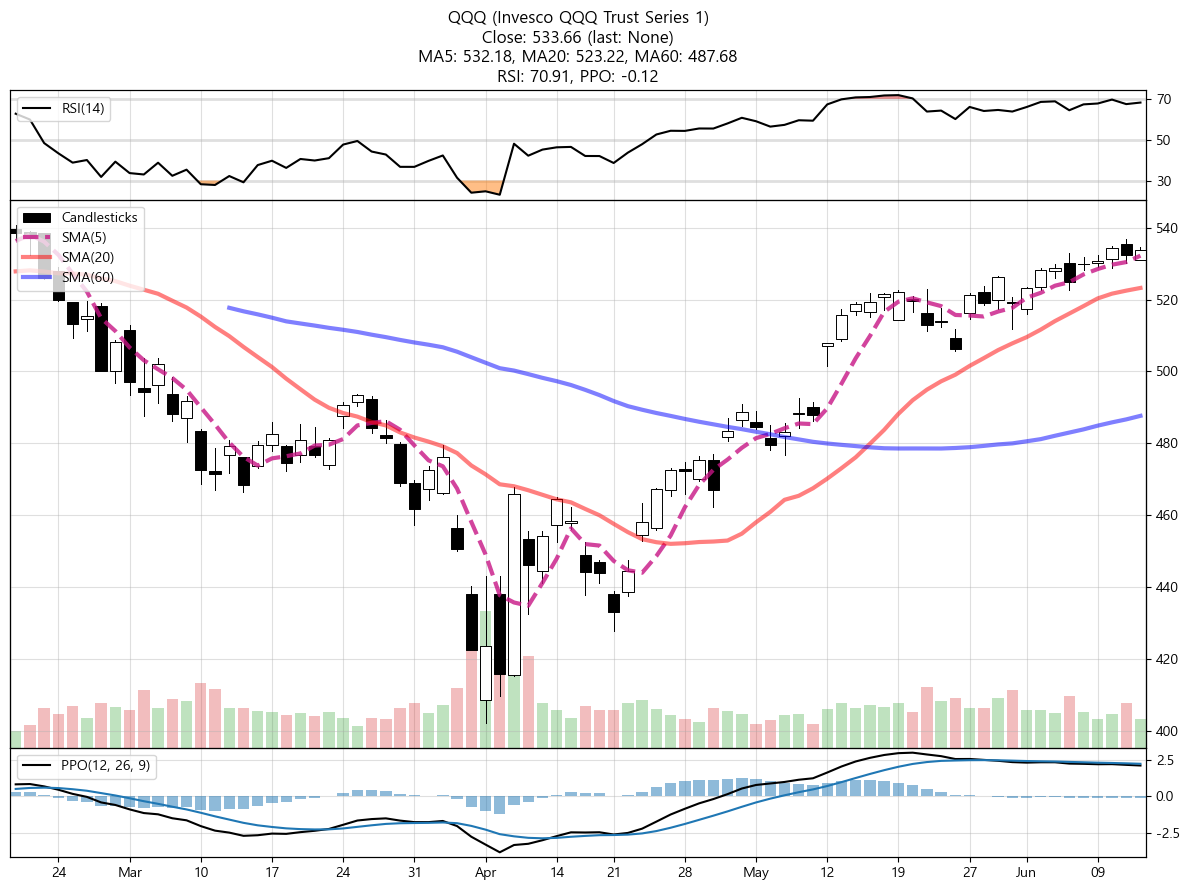 QQQ (Invesco QQQ Trust Series 1)
Close: 533.66 (last: None)
MA5: 532.18, MA20: 523.22, MA60: 487.68
RSI: 70.91, PPO: -0.12
RSI(14)
70
50
30
Candlesticks
SMA(5)
SMA(20)
SMA(60)
540
520
500
480
460
440
420
400
PPO(12, 26, 9)
2.5
0.0
-2.5
24 Mar 10 17 24 31 Apr 14 21 28 May 12 19 27 Jun 09